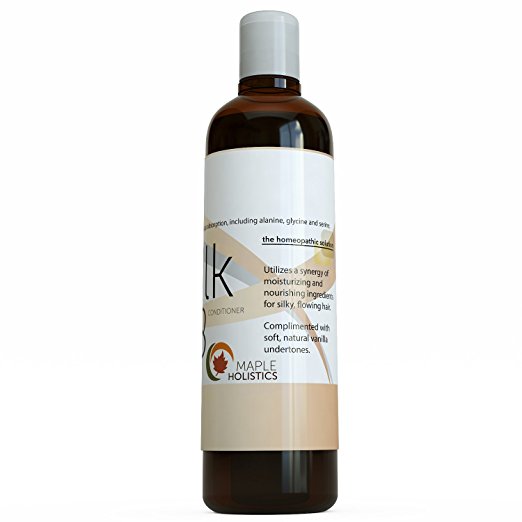 absorption, including alanine, glycine and serine.
the homeopathic solution
lk
CONDITIONER
Utilizes a synergy of
moisturizing and
nourishing ingredients
for silky, flowing hair.
Complimented with
soft, natural vanilla
undertones.
MAPLE
HOLISTICS